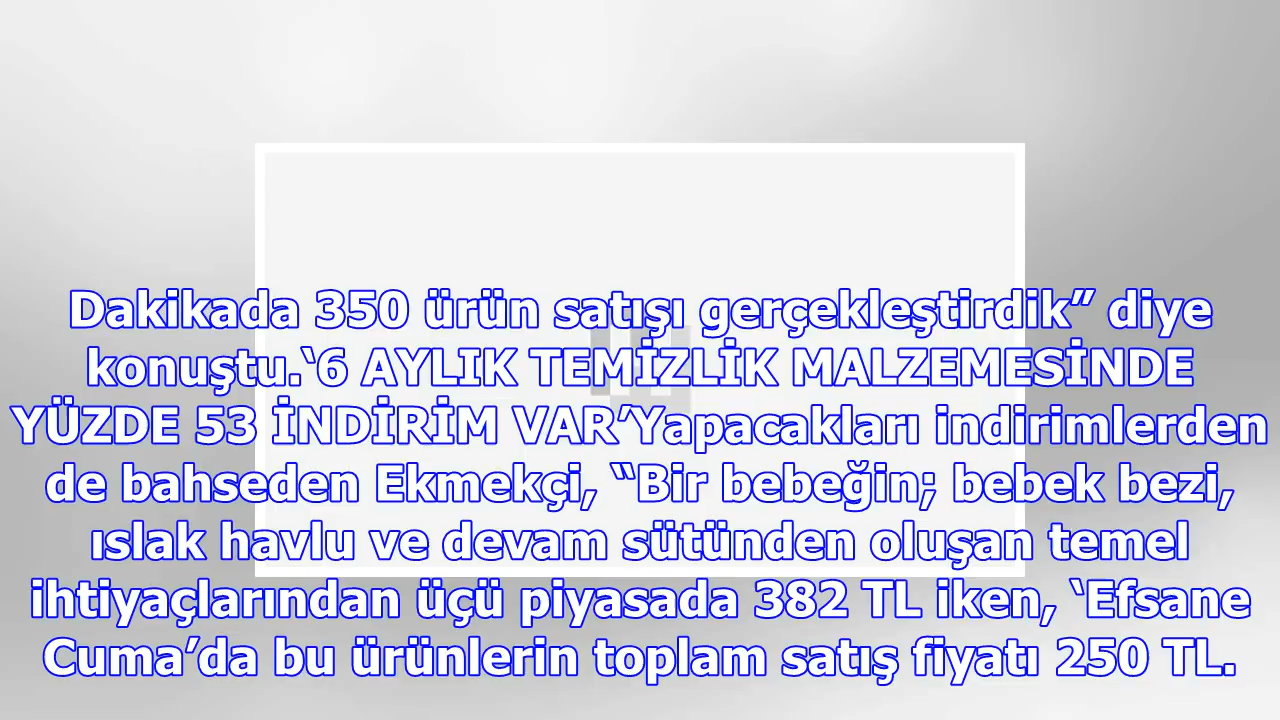 Dakikada 350 ürün satışı gerçekleştirdik” diye
konuştu.‘6 AYLIK TEMİZLİK MALZEMESİNDE
YÜZDE 53 İNDİRİM VAR’Yapacakları indirimlerden
de bahseden Ekmekçi, “Bir bebeğin; bebek bezi,
ıslak havlu ve devam sütünden oluşan temel
ihtiyaçlarından üçü piyasada 382 TL iken, ‘Efsane
Cuma’da bu ürünlerin toplam satış fiyatı 250 TL.